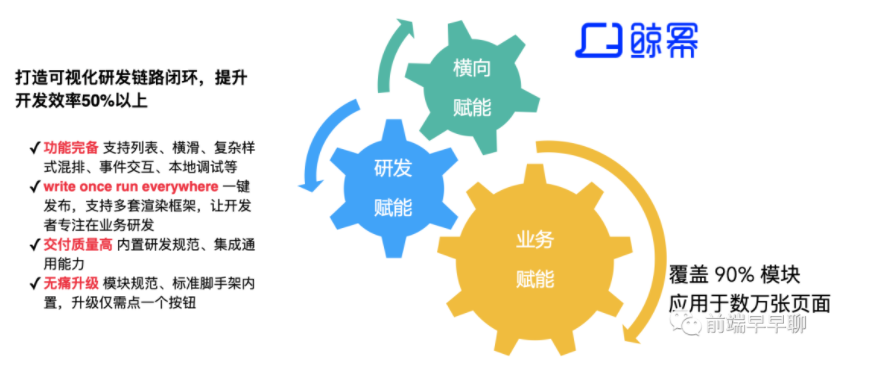 打造可视化研发链路闭环，提升
开发效率50%以上
✓功能完备 支持列表、横滑、复杂样
式混排、事件交互、本地调试等
✓write once run everywhere 一键
发布，支持多套渲染框架，让开发
者专注在业务研发
✓交付质量高 内置研发规范、集成通
用能力
✓无痛升级 模块规范、标准脚手架内
置，升级仅需点一个按钮
横向
赋能
研发
赋能
业务
赋能
鲸幂
覆盖 90% 模块
应用于数万张页面
前端早早聊